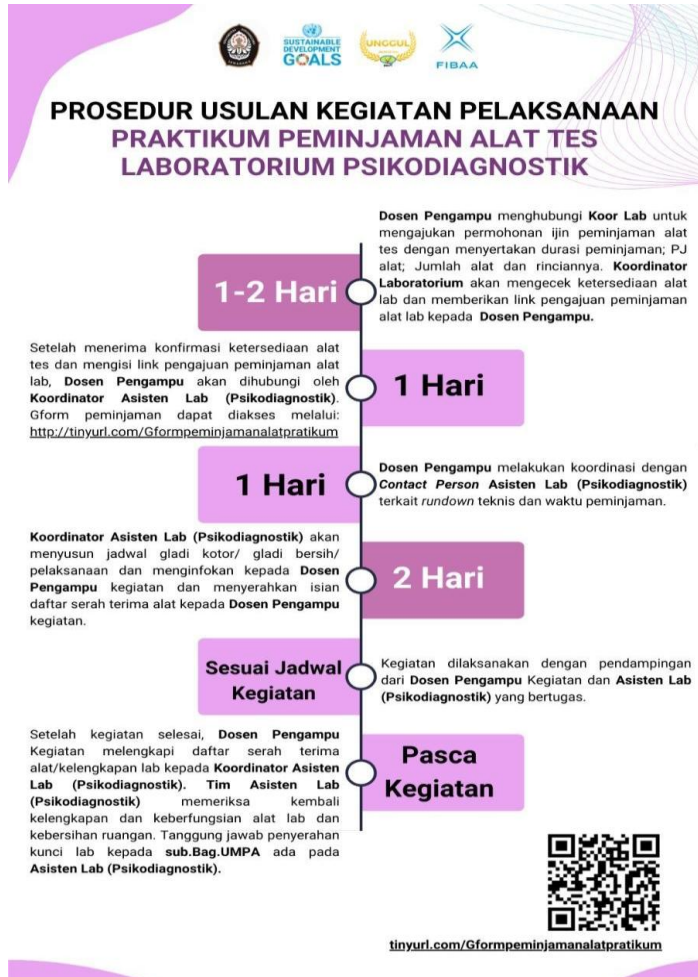 SUSTAINABLE
DEVELOPMENT
GOALS
UNGGUL
FIBAA
PROSEDUR USULAN KEGIATAN PELAKSANAAN
PRAKTIKUM PEMINJAMAN ALAT TES
LABORATORIUM PSIKODIAGNOSTIK
1-2 Hari
Dosen Pengampu menghubungi Koor Lab untuk
mengajukan permohonan ijin peminjaman alat
tes dengan menyertakan durasi peminjaman; PJ
alat; Jumlah alat dan rinciannya. Koordinator
Laboratorium akan mengecek ketersediaan alat
lab dan memberikan link pengajuan peminjaman
alat lab kepada Dosen Pengampu.
1 Hari
Setelah menerima konfirmasi ketersediaan alat
tes dan mengisi link pengajuan peminjaman alat
lab, Dosen Pengampu akan dihubungi oleh
Koordinator Asisten Lab (Psikodiagnostik).
Gform peminjaman dapat diakses melalui:
http://tinyurl.com/Gformpeminjamanalatpratikum
1 Hari
Dosen Pengampu melakukan koordinasi dengan
Contact Person Asisten Lab (Psikodiagnostik)
terkait rundown teknis dan waktu peminjaman.
2 Hari
Koordinator Asisten Lab (Psikodiagnostik) akan
menyusun jadwal gladi kotor/ gladi bersih/
pelaksanaan dan menginfokan kepada Dosen
Pengampu kegiatan dan menyerahkan isian
daftar serah terima alat kepada Dosen Pengampu
kegiatan.
Sesuai Jadwal
Kegiatan
Kegiatan dilaksanakan dengan pendampingan
dari Dosen Pengampu Kegiatan dan Asisten Lab
(Psikodiagnostik) yang bertugas.
Pasca
Kegiatan
Setelah kegiatan selesai, Dosen Pengampu
Kegiatan melengkapi daftar serah terima
alat/kelengkapan lab kepada Koordinator Asisten
Lab (Psikodiagnostik). Tim Asisten Lab
(Psikodiagnostik) memeriksa kembali
kelengkapan dan keberfungsian alat lab dan
kebersihan ruangan. Tanggung jawab penyerahan
kunci lab kepada sub.Bag.UMPA ada pada
Asisten Lab (Psikodiagnostik).
tinyurl.com/Gformpeminjamanalatpratikum